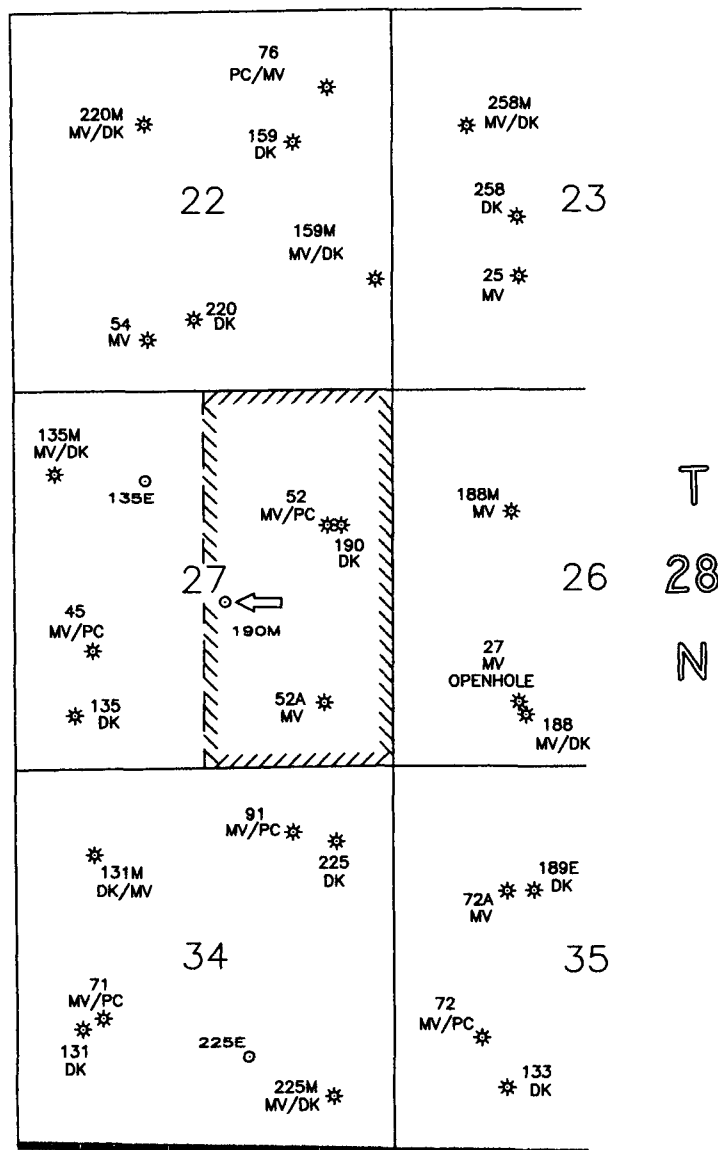 76
PC/MV
220M
MV/DK
159
DK
22
159M
MV/DK
54
MV
220
DK
258M
MV/DK
258
DK
23
25
MV
135M
MV/DK
135E
52
MV/PC
190
DK
27
190M
45
MV/PC
135
DK
52A
MV
188M
MV
26
27
MV
OPENHOLE
188
MV/DK
T
28
N
91
MV/PC
225
DK
131M
DK/MV
34
71
MV/PC
131
DK
225E
225M
MV/DK
189E
DK
72A
MV
35
72
MV/PC
133
DK